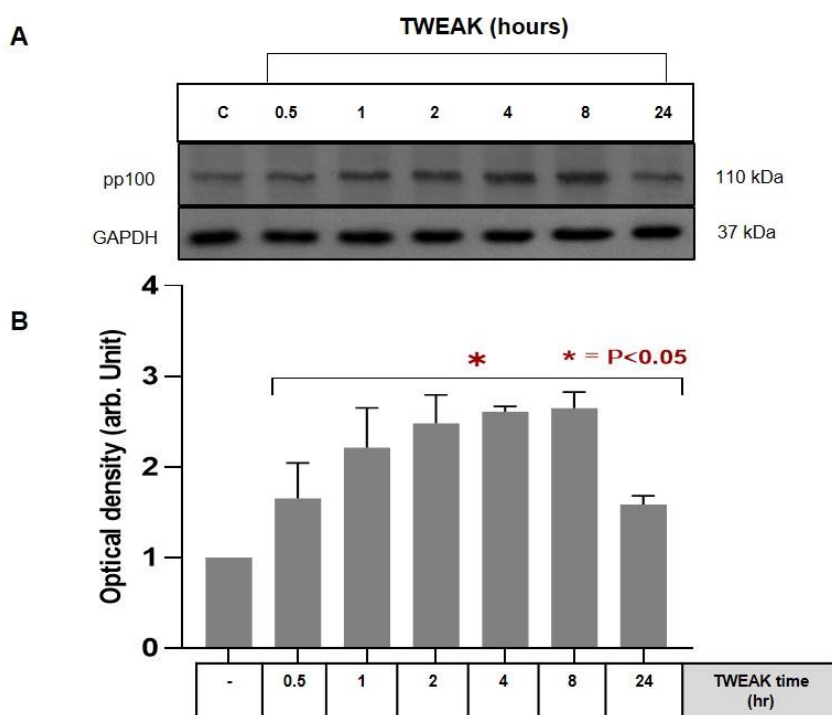 A
TWEAK (hours)
C 0.5 1 2 4 8 24
pp100 110 kDa
GAPDH 37 kDa
B
Optical density (arb. Unit)
4
3
2
1
0
* * = P<0.05
- 0.5 1 2 4 8 24 TWEAK time
(hr)